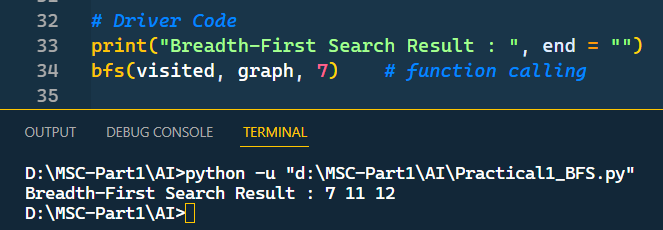 32 # Driver Code
33 print("Breadth-First Search Result : ", end = "")
34 bfs(visited, graph, 7) # function calling
35
OUTPUT DEBUG CONSOLE TERMINAL
D:\MSC-Part1\AI>python -u "d:\MSC-Part1\AI\Practical1_BFS.py"
Breadth-First Search Result : 7 11 12
D:\MSC-Part1\AI>